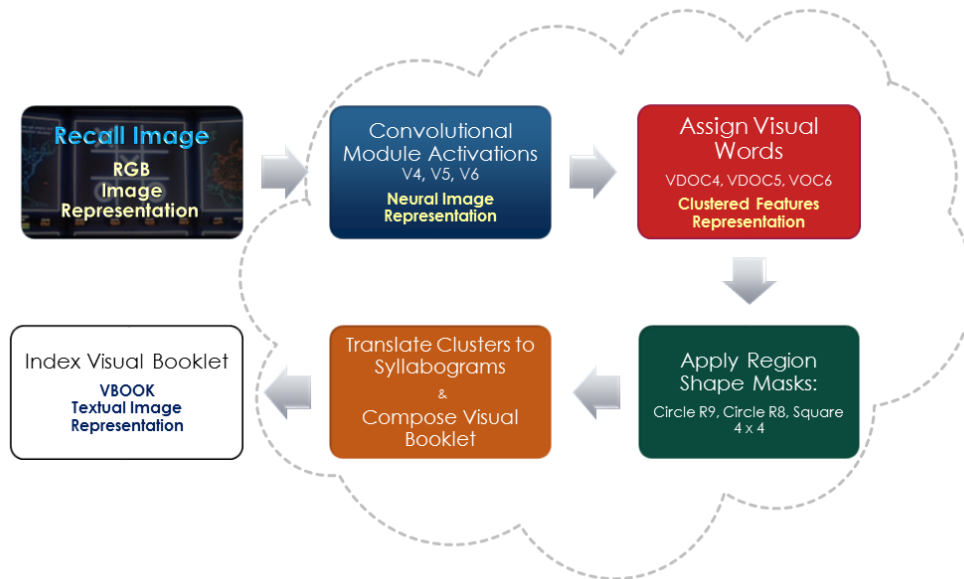 Recall Image
RGB
Image
Representation
Convolutional
Module Activations
V4, V5, V6
Neural Image
Representation
Assign Visual
Words
VDOC4, VDOC5, VOC6
Clustered Features
Representation
Apply Region
Shape Masks:
Circle R9, Circle R8, Square
4 x 4
Translate Clusters to
Syllabograms
&
Compose Visual
Booklet
Index Visual Booklet
VBOOK
Textual Image
Representation